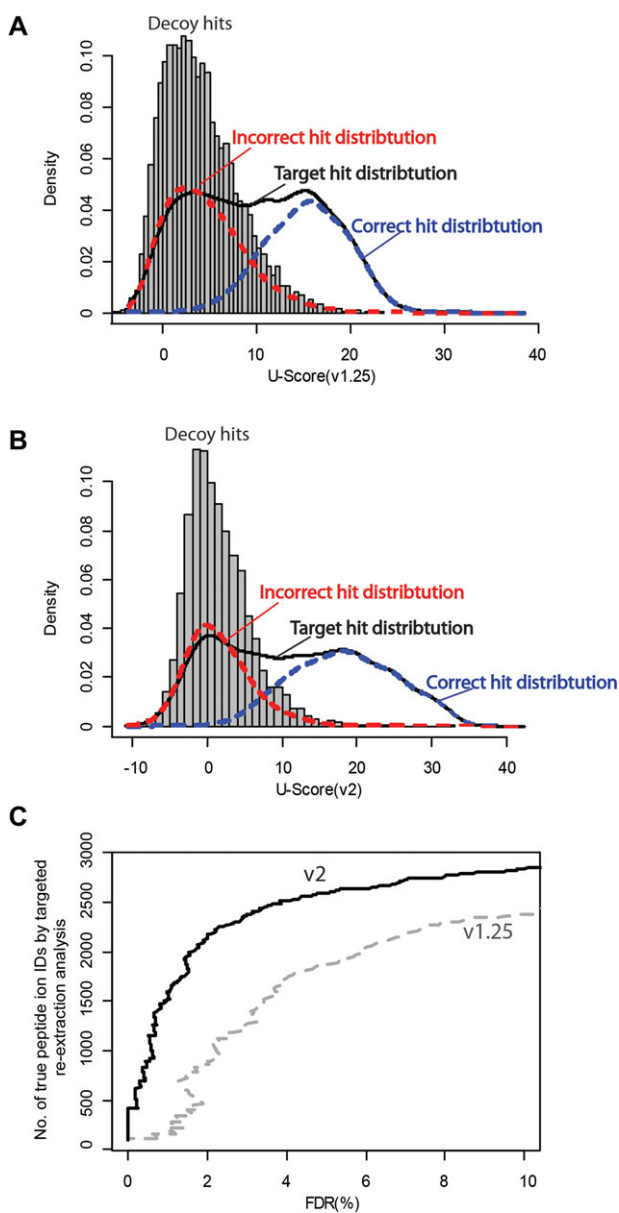 A
Decoy hits
0.10
0.08
0.06
0.04
0.02
0
Density
Incorrect hit distribtution
Target hit distribtution
Correct hit distribtution
0 10 20 30 40
U-Score(v1.25)
B
Decoy hits
0.10
0.08
0.06
0.04
0.02
0
Density
Incorrect hit distribtution
Target hit distribtution
Correct hit distribtution
-10 0 10 20 30 40
U-Score(v2)
C
3000
2500
2000
1500
1000
500
0
No. of true peptide ion IDs by targeted
re-extraction analysis
v2
v1.25
0 2 4 6 8 10
FDR(%)